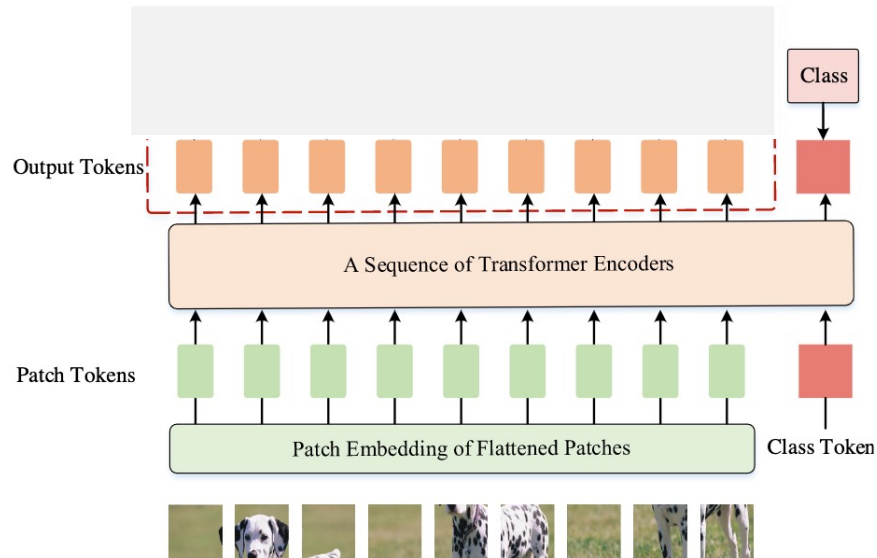 Class
Output Tokens
A Sequence of Transformer Encoders
Patch Tokens
Patch Embedding of Flattened Patches
Class Token